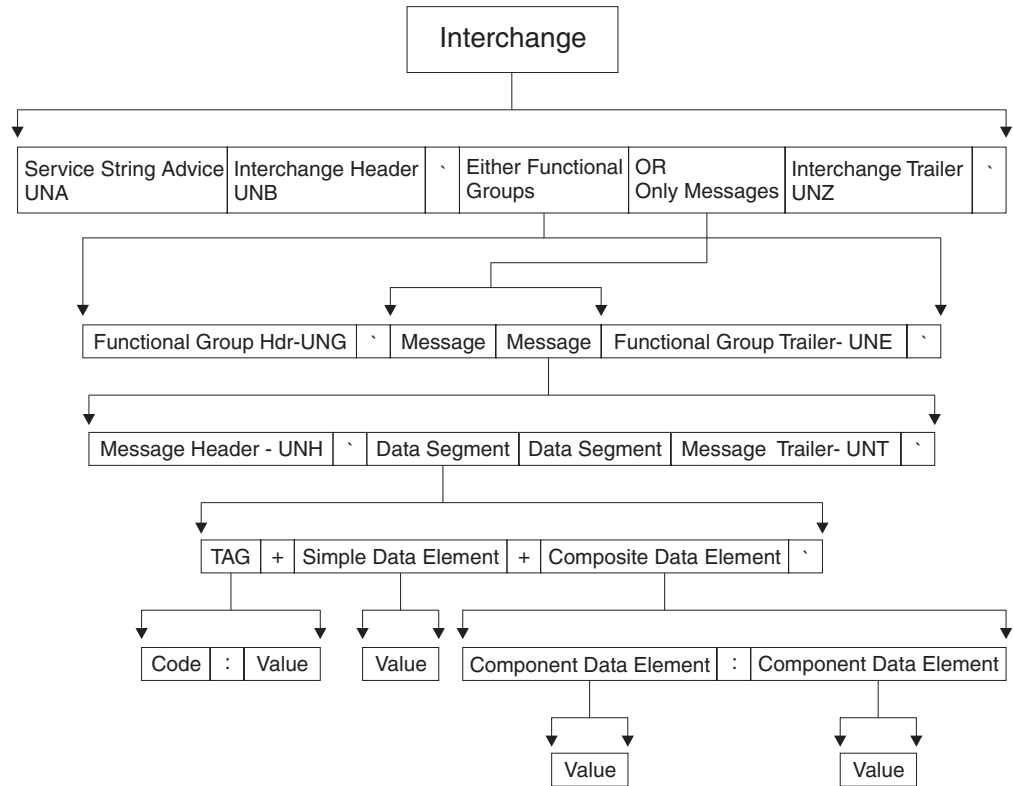 Interchange
Service String Advice UNA | Interchange Header UNB | ` | Either Functional Groups | OR Only Messages | Interchange Trailer UNZ | `
Functional Group Hdr-UNG | ` | Message | Message | Functional Group Trailer- UNE | `
Message Header - UNH | ` | Data Segment | Data Segment | Message Trailer- UNT | `
TAG | + | Simple Data Element | + | Composite Data Element | `
Code | : | Value | Value | Component Data Element | : | Component Data Element
Value | Value